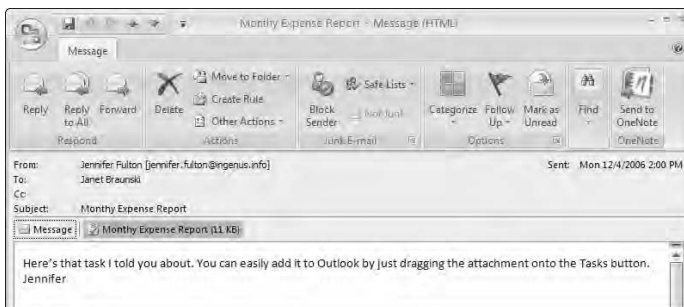 Monthy Expense Report - Message (HTML)
Message
Reply
Reply to All
Forward
Delete
Move to Folder
Create Rule
Other Actions
Block Sender
Safe Lists
Not Junk
Categorize
Follow Up
Mark as Unread
Find
Send to OneNote
Respond
Actions
Junk E-mail
Options
OneNote
From: Jennifer Fulton [jennifer.fulton@ingenus.info] Sent: Mon 12/4/2006 2:00 PM
To: Janet Braunski
Cc:
Subject: Monthy Expense Report
Message Monthy Expense Report (11 KB)
Here's that task I told you about. You can easily add it to Outlook by just dragging the attachment onto the Tasks button.
Jennifer